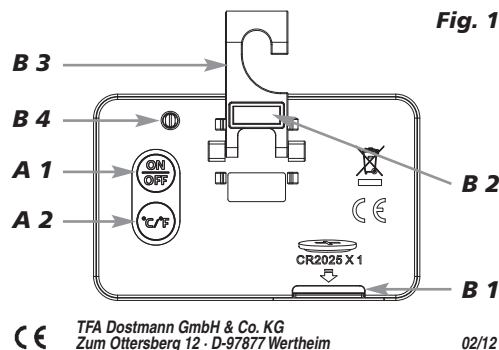 Fig. 1
B 3
B 4
A 1
ON
OFF
A 2
°C/°F
B 2
CE
CR2025 X 1
B 1
CE TFA Dostmann GmbH & Co. KG
Zum Ottersberg 12 · D-97877 Wertheim 02/12